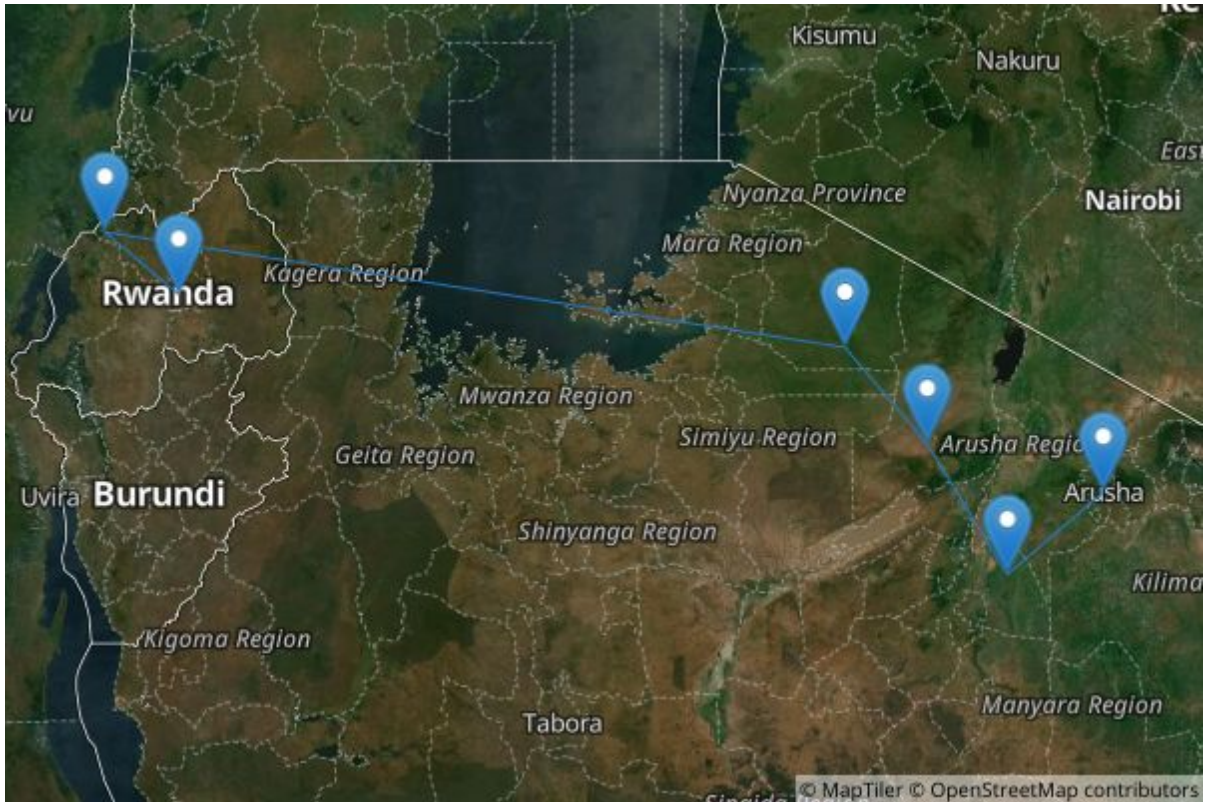 Kisumu
Nakuru
Nyanza Province
Nairobi
Mara Region
Kagera Region
Rwanda
Mwanza Region
Simiyu Region
Arusha Regio
Geita Region
Uvira
Burundi
Arusha
Shinyanga Region
Kilima
Kigoma Region
Manyara Region
Tabora
© MapTiler © OpenStreetMap contributors